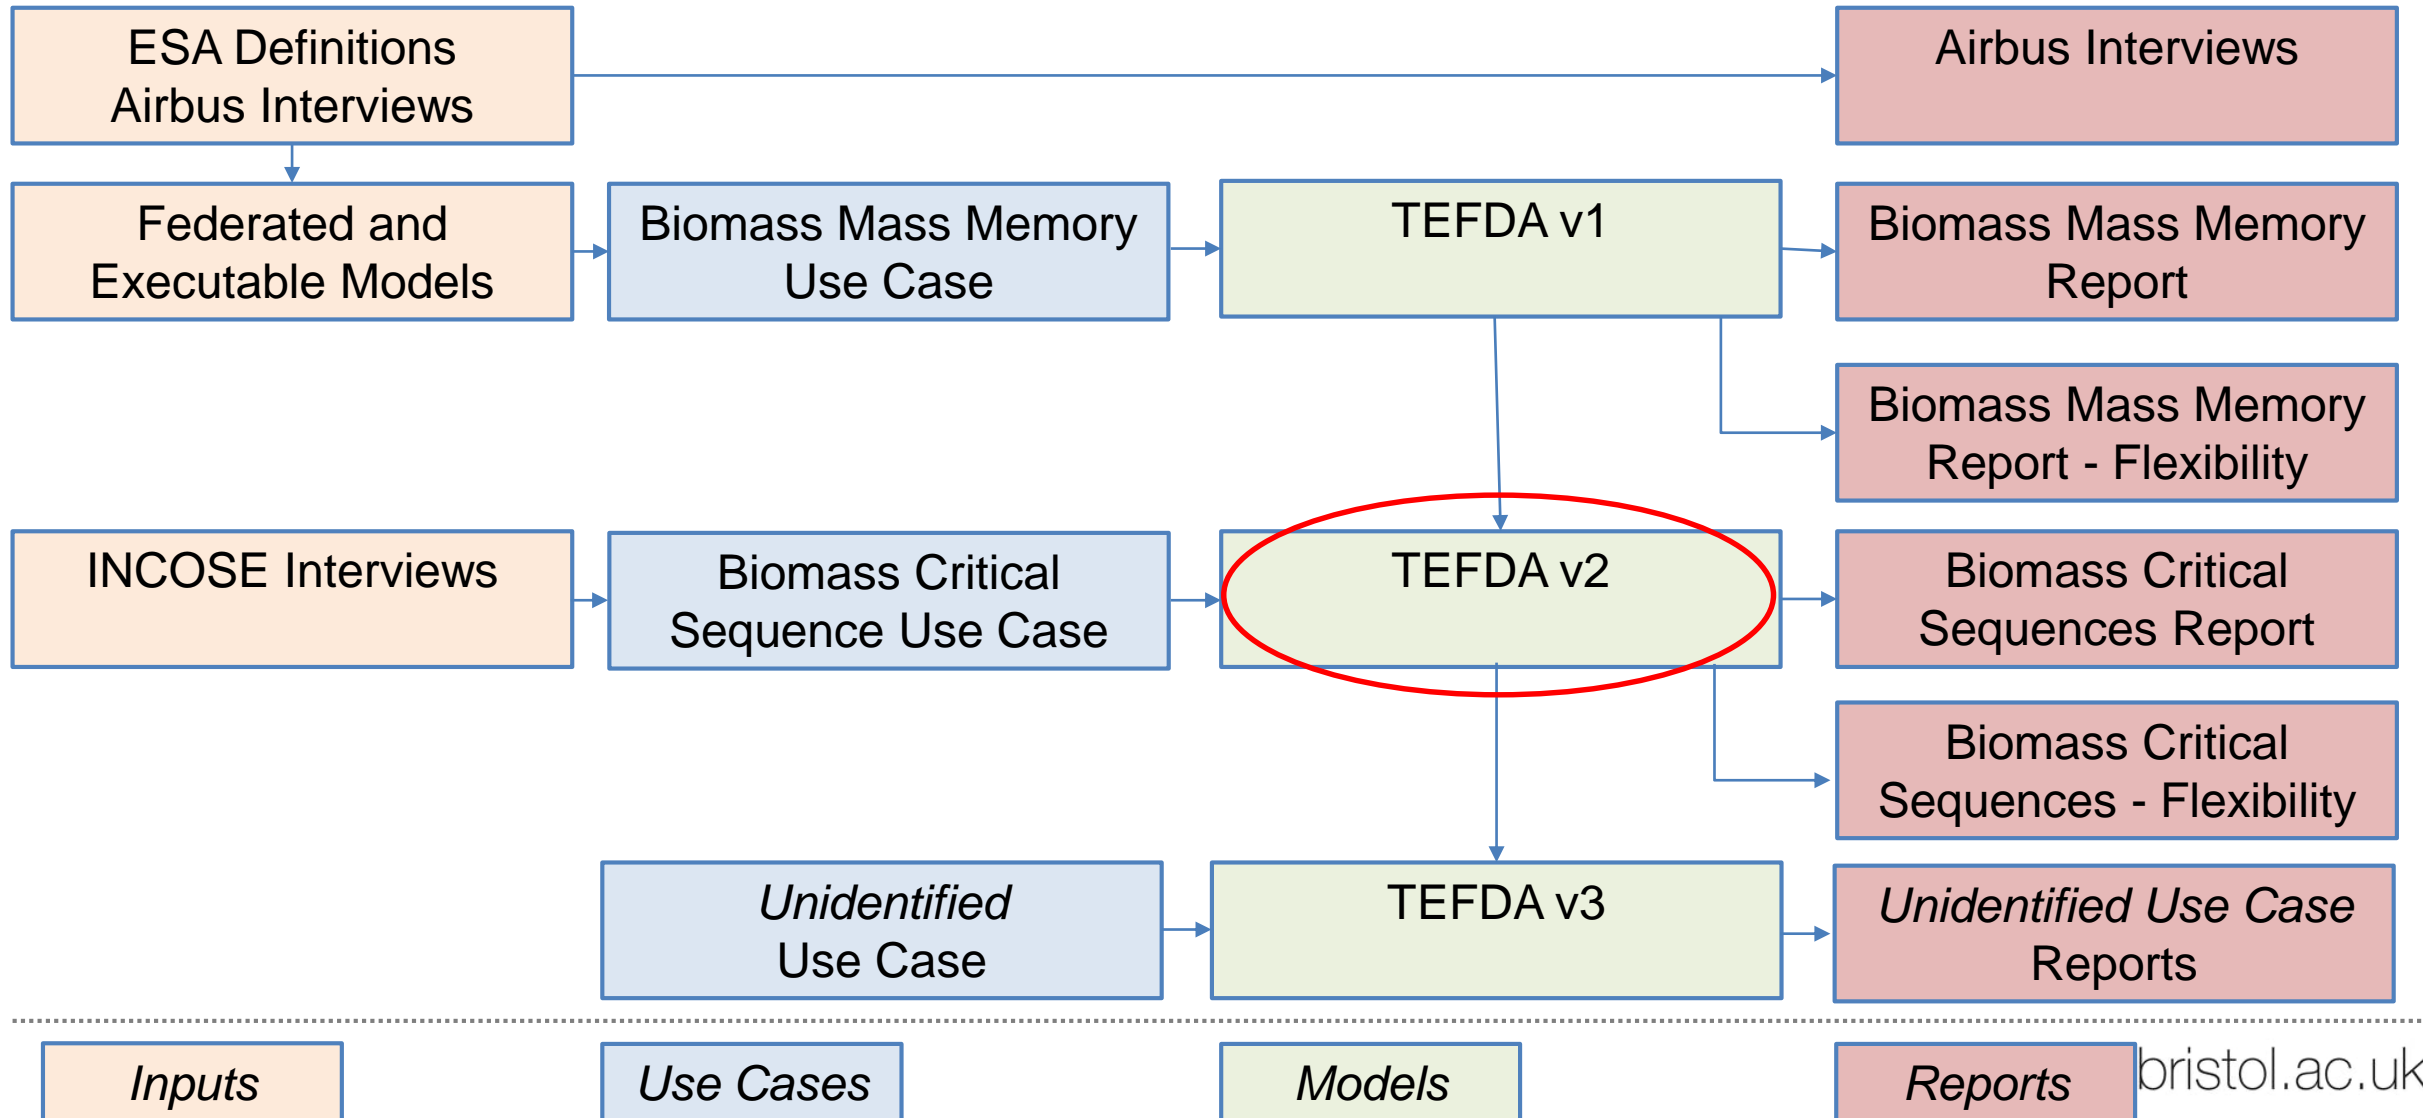 ESA Definitions
Airbus Interviews
Airbus Interviews
Federated and
Executable Models
Biomass Mass Memory
Use Case
TEFDA v1
Biomass Mass Memory
Report
Biomass Mass Memory
Report - Flexibility
INCOSE Interviews
Biomass Critical
Sequence Use Case
TEFDA v2
Biomass Critical
Sequences Report
Biomass Critical
Sequences - Flexibility
Unidentified
Use Case
TEFDA v3
Unidentified Use Case
Reports
Inputs
Use Cases
Models
Reports
bristol.ac.uk